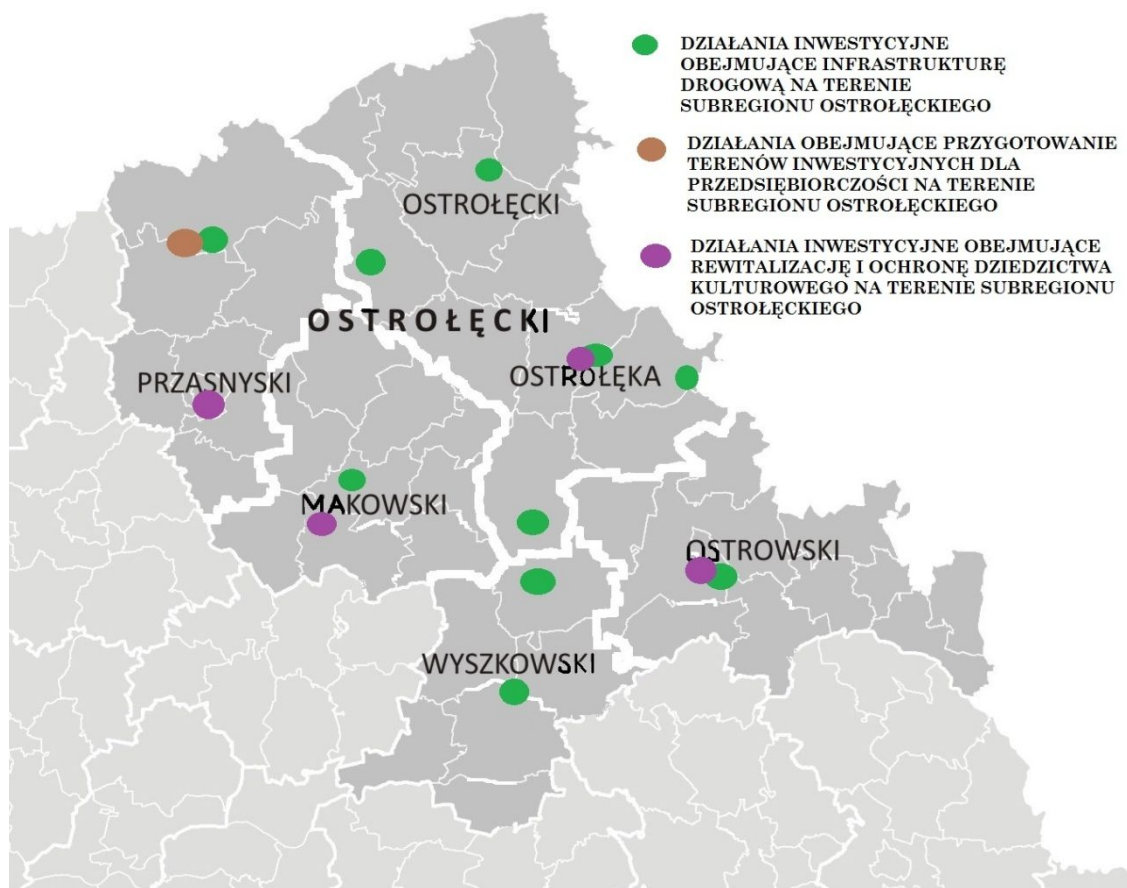 DZIAŁANIA INWESTYCYJNE
OBEJMUJĄCE INFRASTRUKTURĘ
DROGOWĄ NA TERENIE
SUBREGIONU OSTROŁĘCKIEGO
DZIAŁANIA OBEJMUJĄCE PRZYGOTOWANIE
TERENÓW INWESTYCYJNYCH DLA
PRZEDSIĘBIORCZOŚCI NA TERENIE
SUBREGIONU OSTROŁĘCKIEGO
DZIAŁANIA INWESTYCYJNE OBEJMUJĄCE
REWITALIZACJĘ I OCHRONĘ DZIEDZICTWA
KULTUROWEGO NA TERENIE SUBREGIONU
OSTROŁĘCKIEGO
OSTROŁĘCKI
OSTROŁĘCKI
OSTROŁĘKA
PRZASNYSKI
MAKOWSKI
OSTROWSKI
WYSZKOWSKI